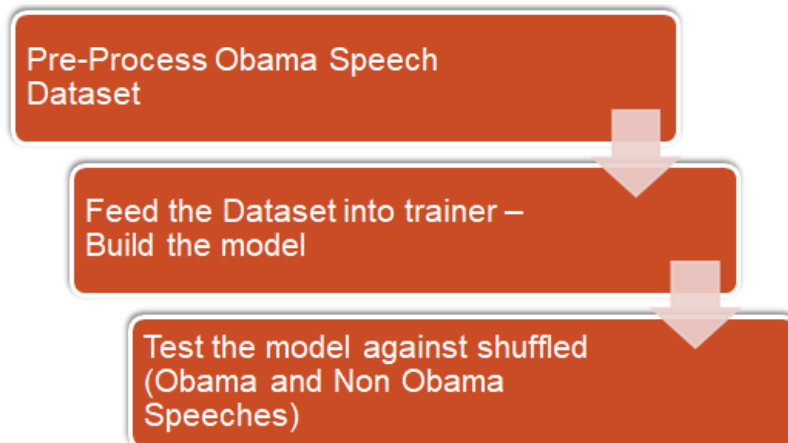 Pre-Process Obama Speech
Dataset
Feed the Dataset into trainer –
Build the model
Test the model against shuffled
(Obama and Non Obama
Speeches)